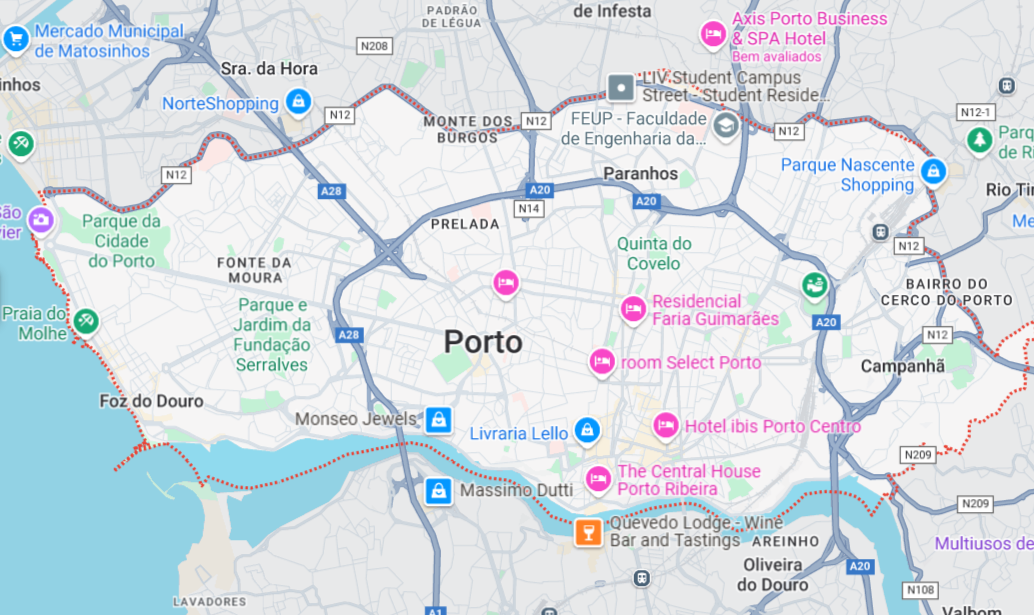 PADRÃO
DE LÉGUA
de Infesta
Axis Porto Business
& SPA Hotel
Bem avaliados
Mercado Municipal
de Matosinhos
N208
Sra. da Hora
inhos
LIV Student Campus
Street - Student Reside...
NorteShopping
N12
MONTE DOS
BURGOS
N12
FEUP - Faculdade
de Engenharia da...
N12
N12-1
Parq
de Ri
N12
A28
A20
Paranhos
Parque Nascente
Shopping
Rio Ti
A20
N14
São
vier
Parque da
Cidade
do Porto
PRELADA
Me
Quinta do
Covelo
N12
FONTE DA
MOURA
BAIRRO DO
CERCO DO PORTO
Parque e
Jardim da
Fundação
Serralves
Residencial
Faria Guimarães
Praia do
Molhe
A28
A20
N12
Porto
room Select Porto
Campanhã
Foz do Douro
Monseo Jewels
Livraria Lello
Hotel ibis Porto Centro
N209
The Central House
Porto Ribeira
Massimo Dutti
N209
Quevedo Lodge - Wine
Bar and Tastings
AREINHO
Multiusos de
Oliveira
do Douro
A20
N108
LAVADORES
A1
Valbom